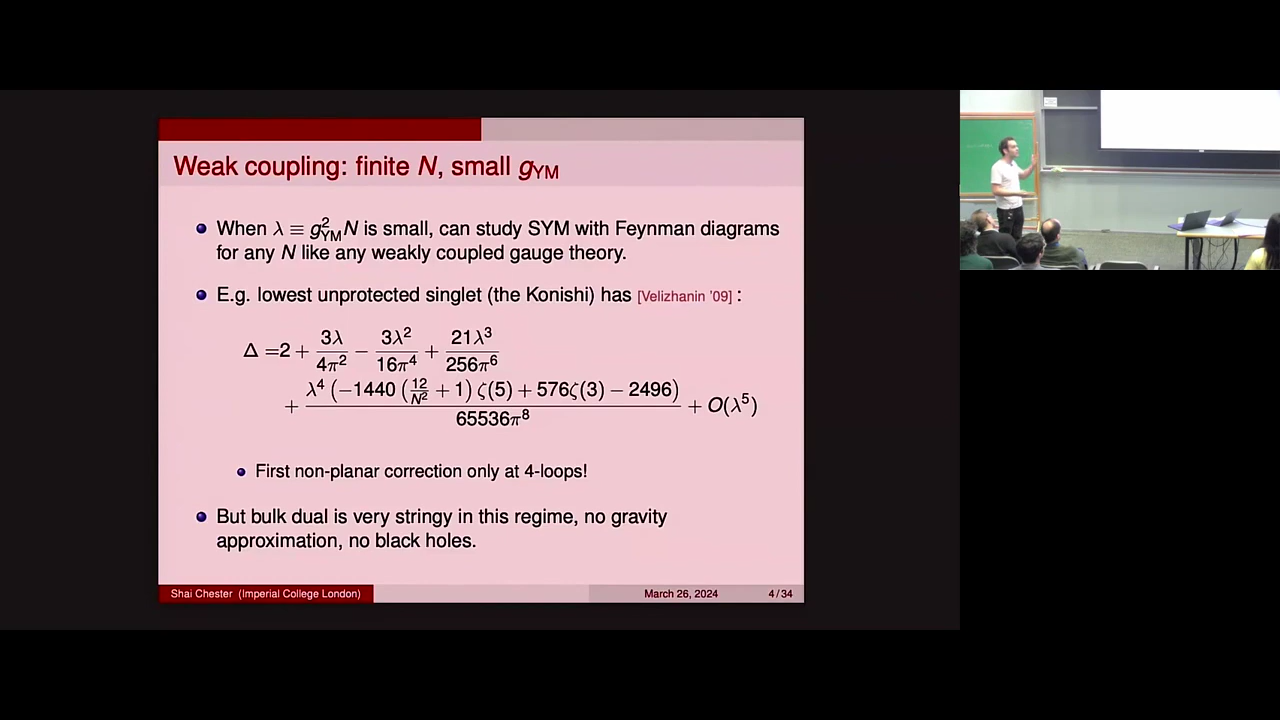 Weak coupling: finite N, small g_YM
When λ ≡ g²_YM N is small, can study SYM with Feynman diagrams
for any N like any weakly coupled gauge theory.
E.g. lowest unprotected singlet (the Konishi) has [Velizhanin '09] :
Δ =2 + 3λ/4π² − 3λ²/16π⁴ + 21λ³/256π⁶
+ λ⁴ (−1440 (12/N² + 1) ζ(5) + 576ζ(3) − 2496)/65536π⁸ + O(λ⁵)
First non-planar correction only at 4-loops!
But bulk dual is very stringy in this regime, no gravity
approximation, no black holes.
Shai Chester (Imperial College London) March 26, 2024 4 / 34